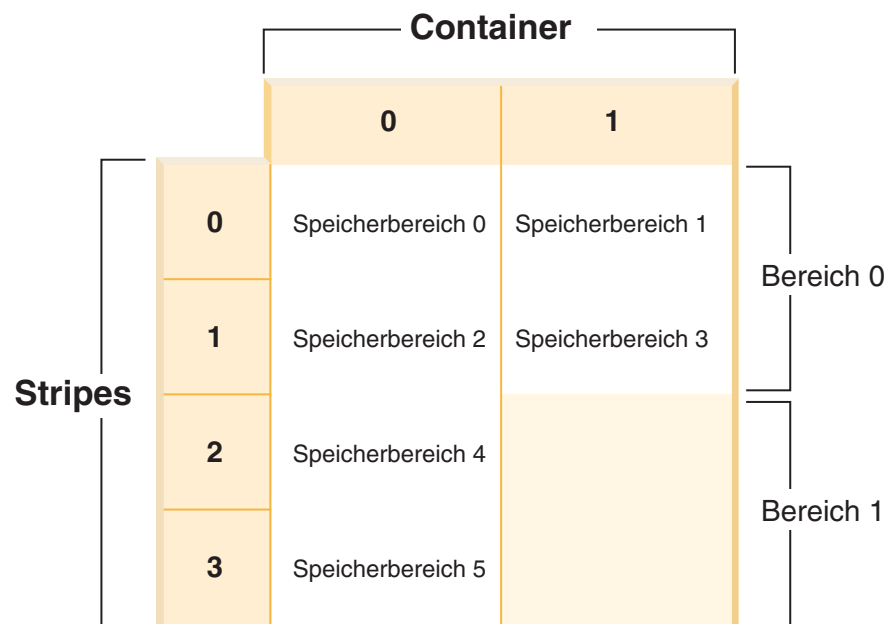 Container
0 1
0 Speicherbereich 0 Speicherbereich 1
Bereich 0
1 Speicherbereich 2 Speicherbereich 3
Stripes
2 Speicherbereich 4
Bereich 1
3 Speicherbereich 5